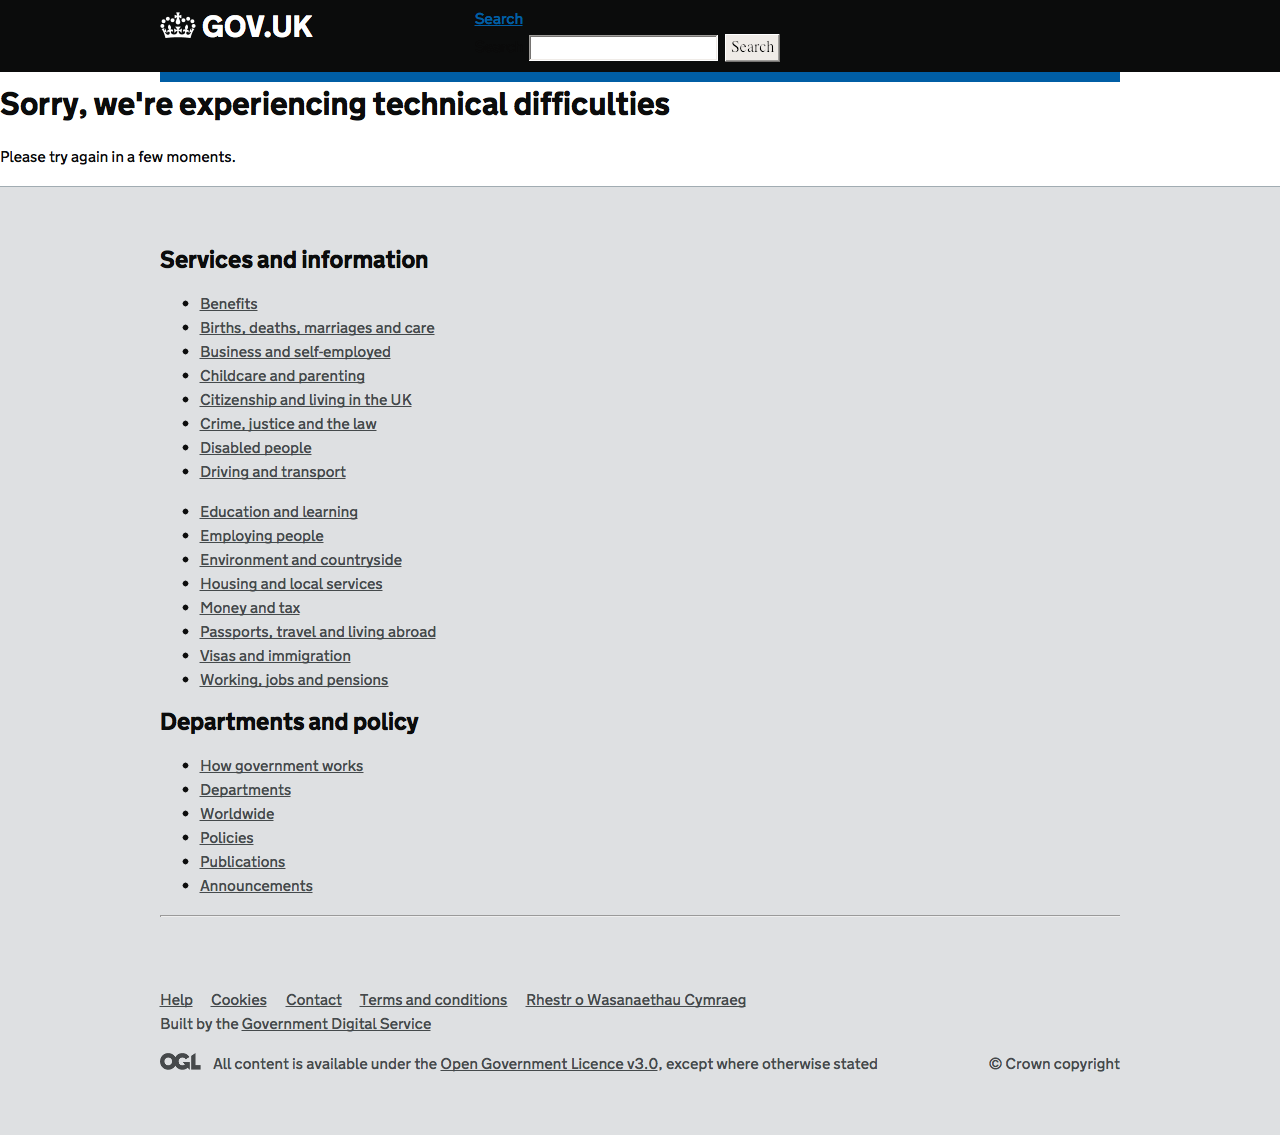 GOV.UK
Search
Search
Sorry, we're experiencing technical difficulties
Please try again in a few moments.
Services and information
Benefits
Births, deaths, marriages and care
Business and self-employed
Childcare and parenting
Citizenship and living in the UK
Crime, justice and the law
Disabled people
Driving and transport
Education and learning
Employing people
Environment and countryside
Housing and local services
Money and tax
Passports, travel and living abroad
Visas and immigration
Working, jobs and pensions
Departments and policy
How government works
Departments
Worldwide
Policies
Publications
Announcements
Help Cookies Contact Terms and conditions Rhestr o Wasanaethau Cymraeg
Built by the Government Digital Service
OGL All content is available under the Open Government Licence v3.0, except where otherwise stated © Crown copyright